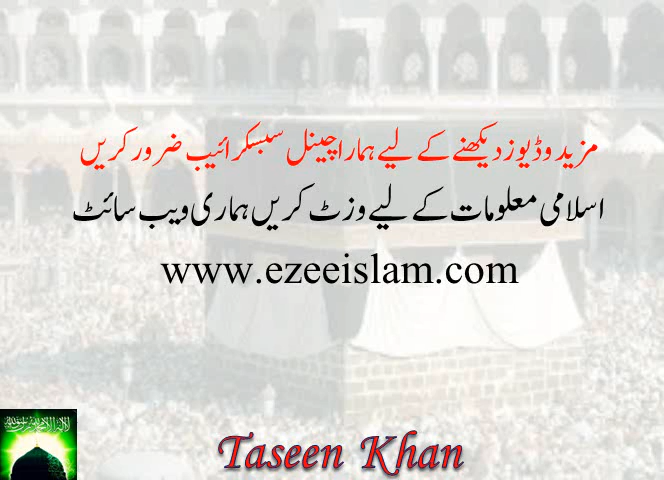 مزید وڈیوز دیکھنے کے لیے ہمارا چینل سبسکرائیب ضرور کریں
اسلامی معلومات کے لیے وزٹ کریں ہماری ویب سائٹ
www.ezeeislam.com
Taseen Khan